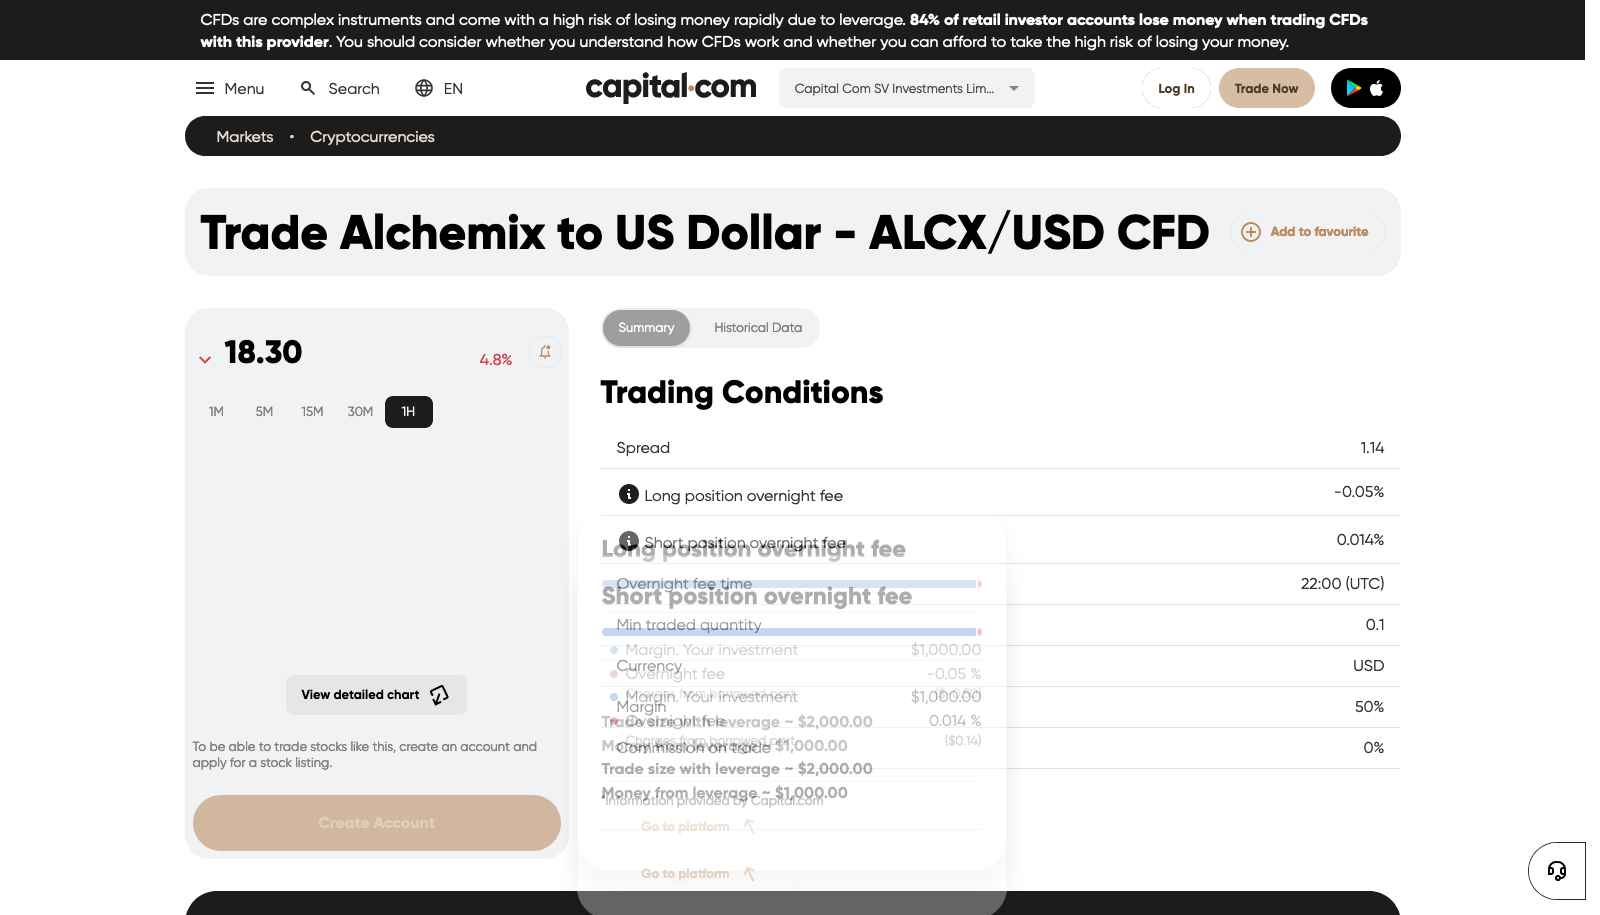 CFDs are complex instruments and come with a high risk of losing money rapidly due to leverage. 84% of retail investor accounts lose money when trading CFDs
with this provider. You should consider whether you understand how CFDs work and whether you can afford to take the high risk of losing your money.
Menu Search EN
capital.com
Capital Com SV Investments Lim...
Log In
Trade Now
Markets • Cryptocurrencies
Trade Alchemix to US Dollar - ALCX/USD CFD
Add to favourite
18.30
4.8%
1M 5M 15M 30M 1H
View detailed chart
To be able to trade stocks like this, create an account and
apply for a stock listing.
Create Account
Summary Historical Data
Trading Conditions
Spread 1.14
Long position overnight fee -0.05%
Short position overnight fee 0.014%
Overnight fee time 22:00 (UTC)
Min traded quantity 0.1
Currency USD
Margin 50%
Commission on trade 0%
Long position overnight fee
Margin. Your investment $1,000.00
Overnight fee -0.05 %
Charges from borrowed part
Trade size with leverage ~ $2,000.00
Money from leverage ~ $1,000.00
Go to platform
Short position overnight fee
Margin. Your investment $1,000.00
Overnight fee 0.014 %
Charges from borrowed part ($0.14)
Trade size with leverage ~ $2,000.00
Money from leverage ~ $1,000.00
Go to platform
*Information provided by Capital.com